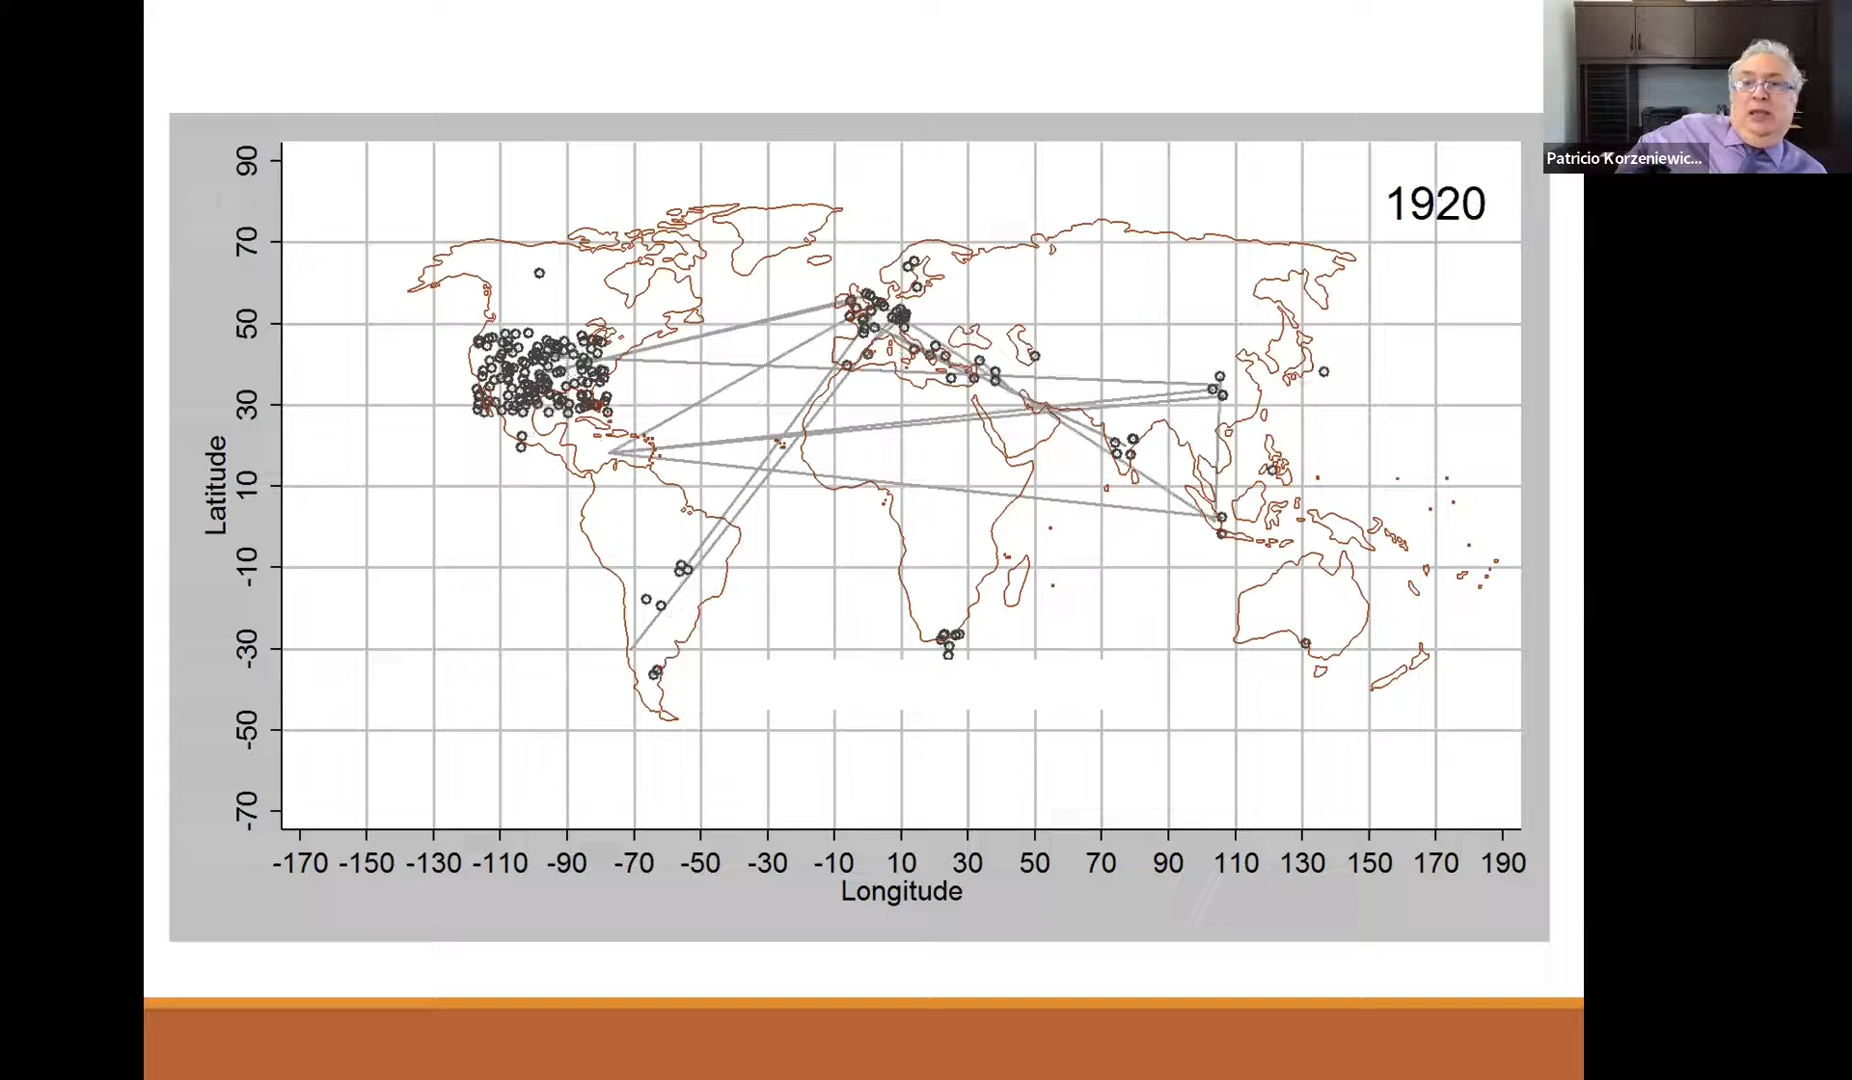 Patricio Korzeniewic...
1920
90
70
50
30
10
-10
-30
-50
-70
Latitude
-170 -150 -130 -110 -90 -70 -50 -30 -10 10 30 50 70 90 110 130 150 170 190
Longitude